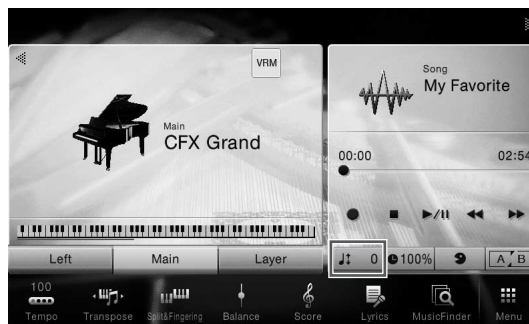 VRM
Main
CFX Grand
Song
My Favorite
00:00
02:54
Left
Main
Layer
0
100%
A B
100
Tempo
Transpose
Split&Fingering
Balance
Score
Lyrics
MusicFinder
Menu